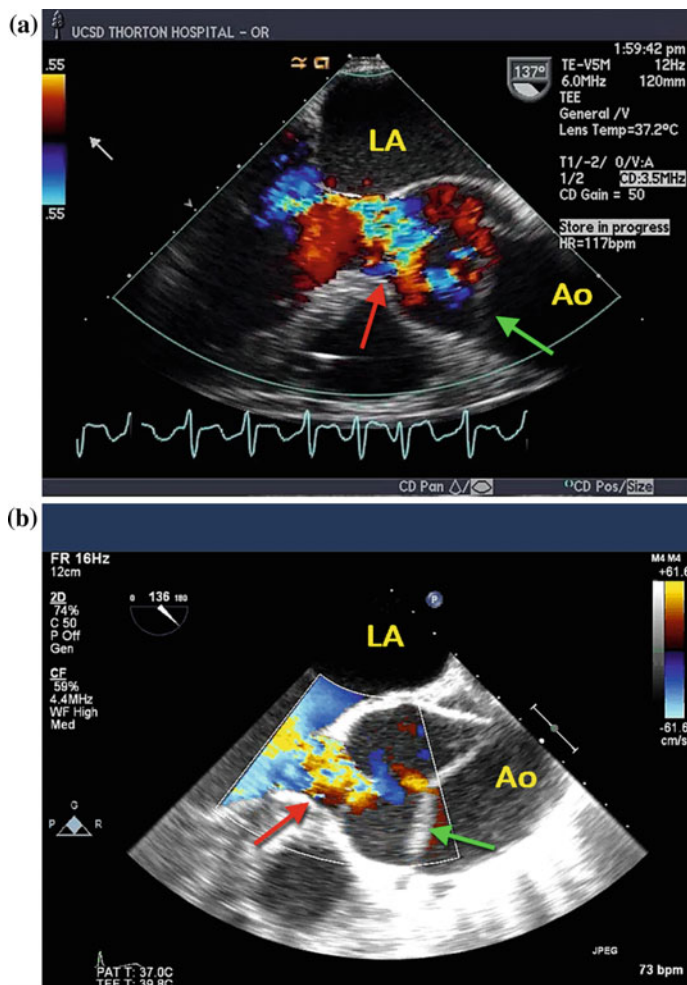 (a)
UCSD THORTON HOSPITAL - OR
1:59:42 pm
TE-V5M 12Hz
6.0MHz 120mm
TEE
General /V
Lens Temp=37.2°C
T1/-2/ 0/V:A
1/2 CD:3.5MHz
CD Gain = 50
Store in progress
HR=117bpm
137°
.55
.55
LA
Ao
CD Pan
CD Pos/Size
(b)
FR 16Hz
12cm
2D
74%
C 50
P Off
Gen
CF
59%
4.4MHz
WF High
Med
0 136 180
P
M4 M4
+61.6
-61.6
cm/s
LA
Ao
G
P R
JPEG
PAT T: 37.0C
TEE T: 39.8C
73 bpm